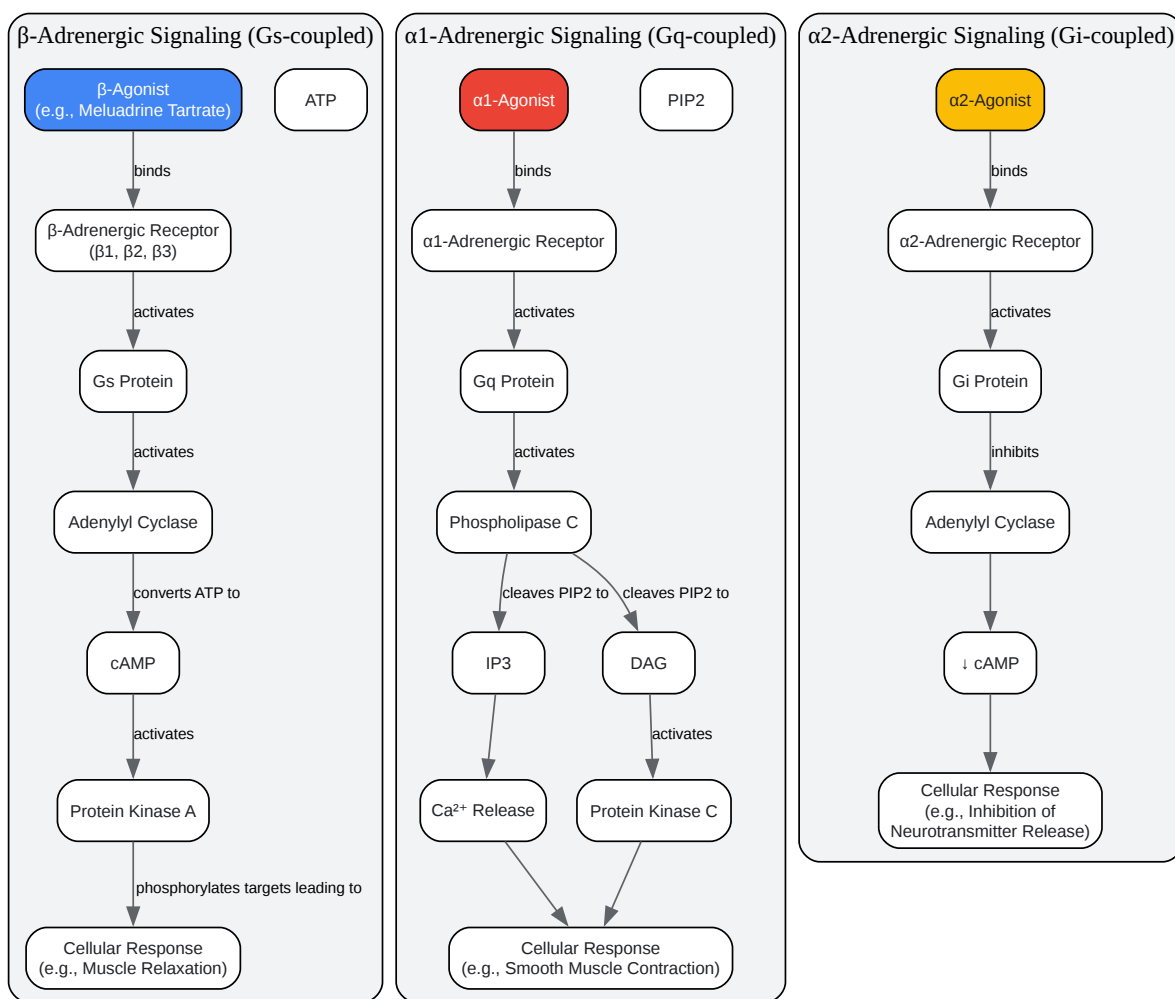 β-Adrenergic Signaling (Gs-coupled)
β-Agonist
(e.g., Meluadrine Tartrate)
ATP
binds
β-Adrenergic Receptor
(β1, β2, β3)
activates
Gs Protein
activates
Adenylyl Cyclase
converts ATP to
cAMP
activates
Protein Kinase A
phosphorylates targets leading to
Cellular Response
(e.g., Muscle Relaxation)
α1-Adrenergic Signaling (Gq-coupled)
α1-Agonist
PIP2
binds
α1-Adrenergic Receptor
activates
Gq Protein
activates
Phospholipase C
cleaves PIP2 to
cleaves PIP2 to
IP3
DAG
activates
Ca²⁺ Release
Protein Kinase C
Cellular Response
(e.g., Smooth Muscle Contraction)
α2-Adrenergic Signaling (Gi-coupled)
α2-Agonist
binds
α2-Adrenergic Receptor
activates
Gi Protein
inhibits
Adenylyl Cyclase
↓ cAMP
Cellular Response
(e.g., Inhibition of
Neurotransmitter Release)